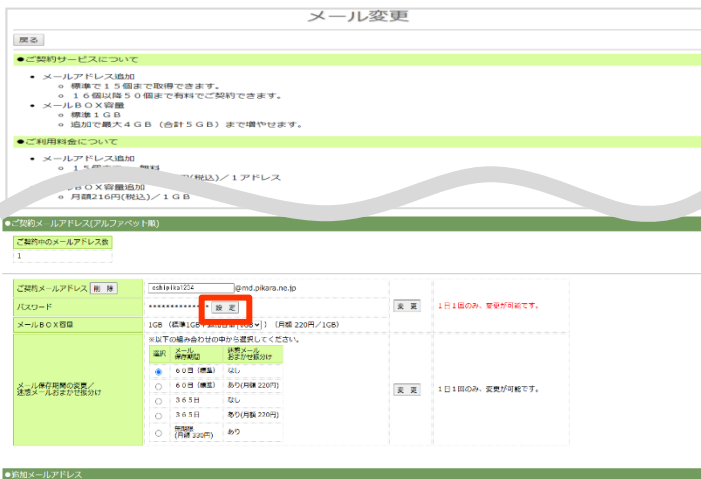 メール変更
戻る
●ご契約サービスについて
• メールアドレス追加
○ 標準で１５個まで取得できます。
○ １６個以降５０個まで有料でご契約できます。
• メールＢＯＸ容量
○ 標準１ＧＢ
○ 追加で最大４ＧＢ（合計５ＧＢ）まで増やせます。
●ご利用料金について
• メールアドレス追加
(税込)／１アドレス
ＢＯＸ容量追加
○ 月額216円(税込)／１ＧＢ
●ご契約メールアドレス(アルファベット順)
ご契約中のメールアドレス数
1
ご契約メールアドレス 削 除 @md.pikara.ne.jp
パスワード ************** 設 定 変 更 1日1回のみ、変更が可能です。
メールＢＯＸ容量 1GB （標準1GB＋ （月額 220円／1GB）
※以下の組み合わせの中から選択してください。
選択 メール保存期間 迷惑メールおまかせ振分け
６０日（標準） なし
６０日（標準） あり(月額 220円)
メール保存期間の変更／
迷惑メールおまかせ振分け 変 更 1日1回のみ、変更が可能です。
３６５日 なし
３６５日 あり(月額 220円)
無期限
(月額 330円) あり
●追加メールアドレス